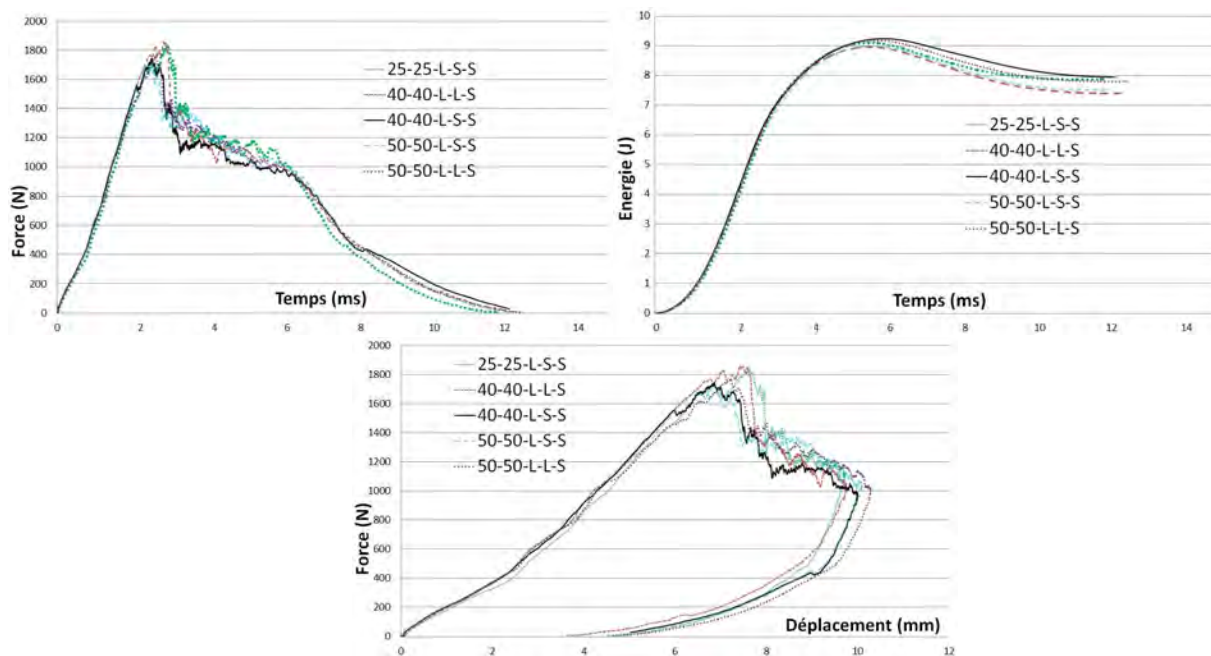 2000
1800
1600
1400
1200
1000
800
600
400
200
0
Force (N)
25-25-L-S-S
40-40-L-L-S
40-40-L-S-S
50-50-L-S-S
50-50-L-L-S
Temps (ms)
0 2 4 6 8 10 12 14
10
9
8
7
6
5
4
3
2
1
0
Energie (J)
25-25-L-S-S
40-40-L-L-S
40-40-L-S-S
50-50-L-S-S
50-50-L-L-S
Temps (ms)
0 2 4 6 8 10 12 14
2000
1800
1600
1400
1200
1000
800
600
400
200
0
Force (N)
25-25-L-S-S
40-40-L-L-S
40-40-L-S-S
50-50-L-S-S
50-50-L-L-S
Déplacement (mm)
0 2 4 6 8 10 12